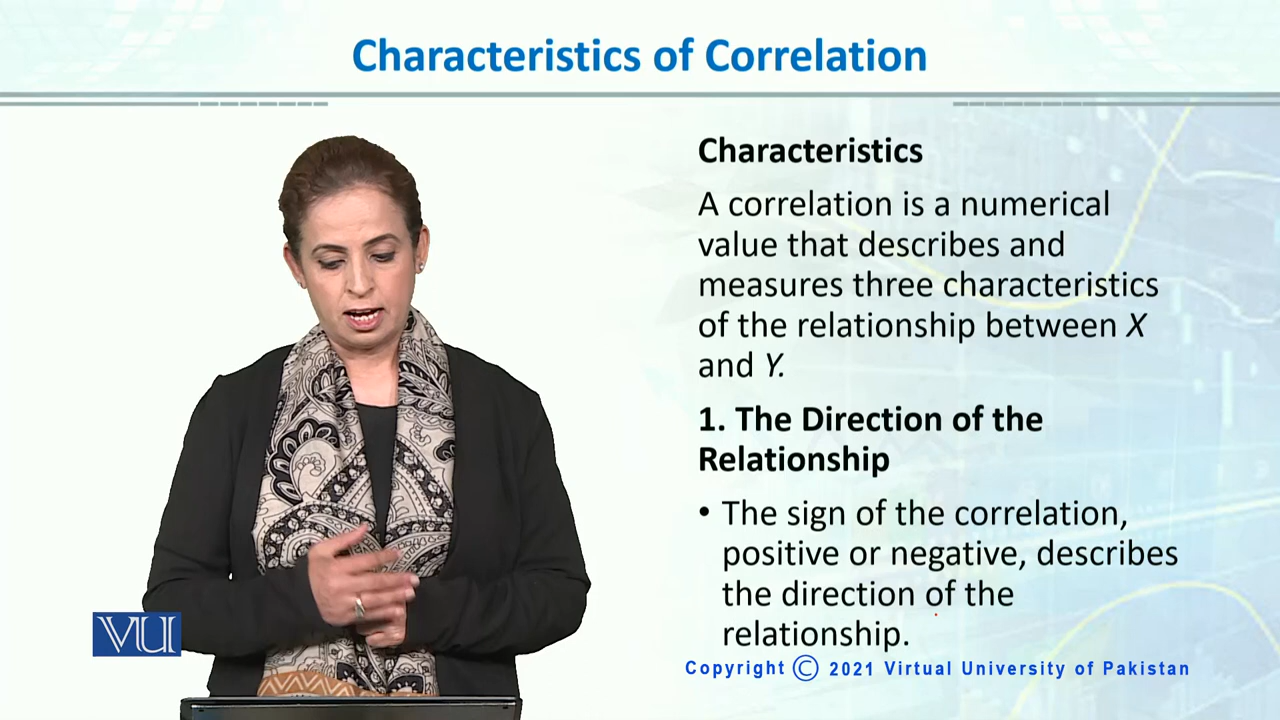 Characteristics of Correlation
Characteristics
A correlation is a numerical
value that describes and
measures three characteristics
of the relationship between X
and Y.
1. The Direction of the
Relationship
• The sign of the correlation,
positive or negative, describes
the direction of the
relationship.
VU
Copyright © 2021 Virtual University of Pakistan